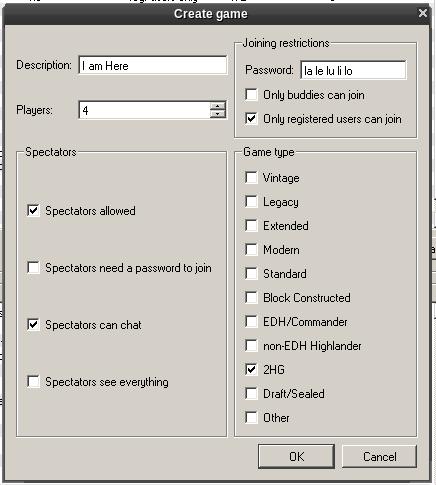 Create game
Description: I am Here
Players: 4
Joining restrictions
Password: la le lu li lo
Only buddies can join
Only registered users can join
Spectators
Spectators allowed
Spectators need a password to join
Spectators can chat
Spectators see everything
Game type
Vintage
Legacy
Extended
Modern
Standard
Block Constructed
EDH/Commander
non-EDH Highlander
2HG
Draft/Sealed
Other
OK
Cancel